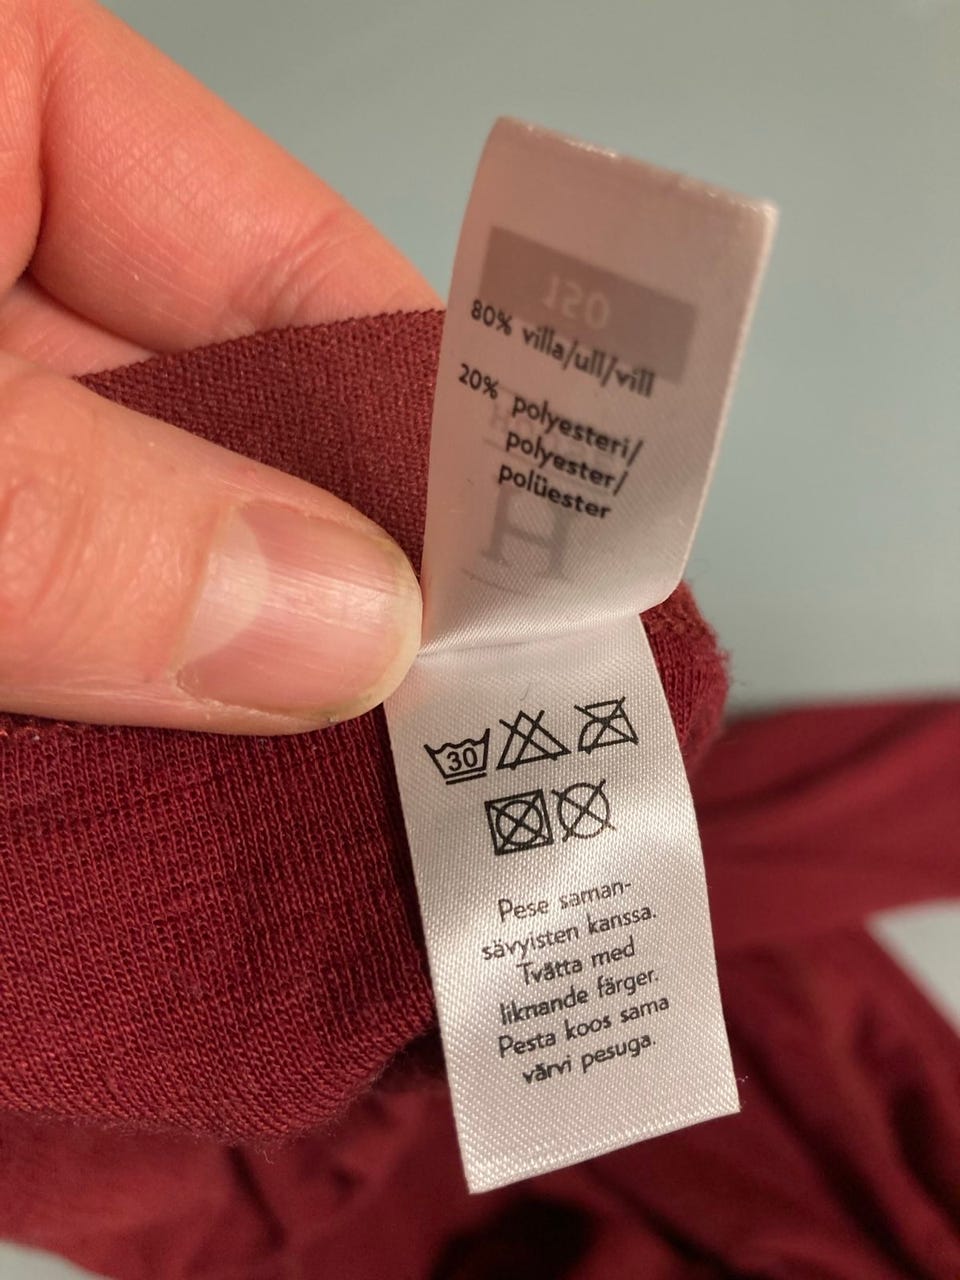 150
80% villa/ull/vill
20% polyesteri/
polyester/
polüester
H
30
Pese saman-
sävyisten kanssa.
Tvätta med
liknande färger.
Pesta koos sama
värvi pesuga.